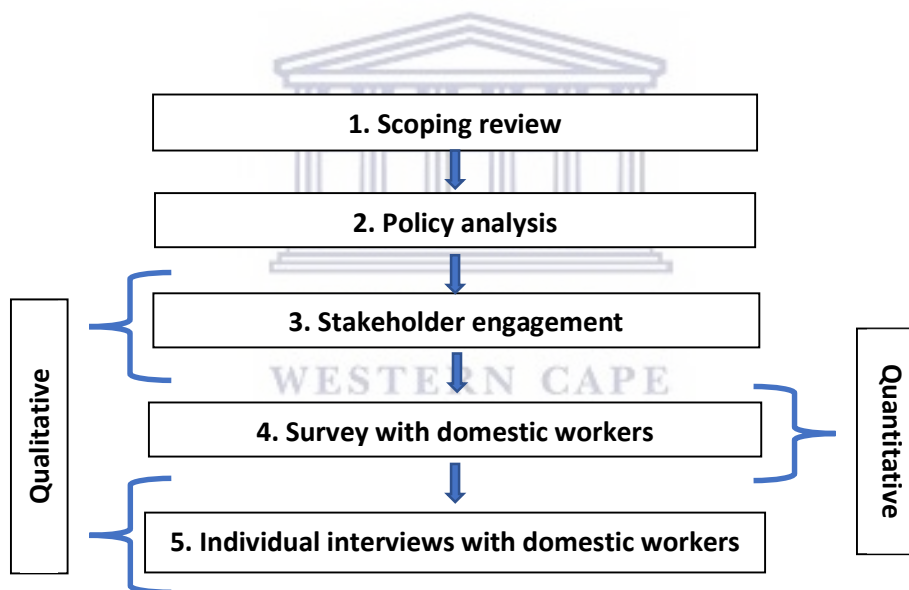 1. Scoping review
2. Policy analysis
3. Stakeholder engagement
WESTERN CAPE
4. Survey with domestic workers
5. Individual interviews with domestic workers
Qualitative
Quantitative